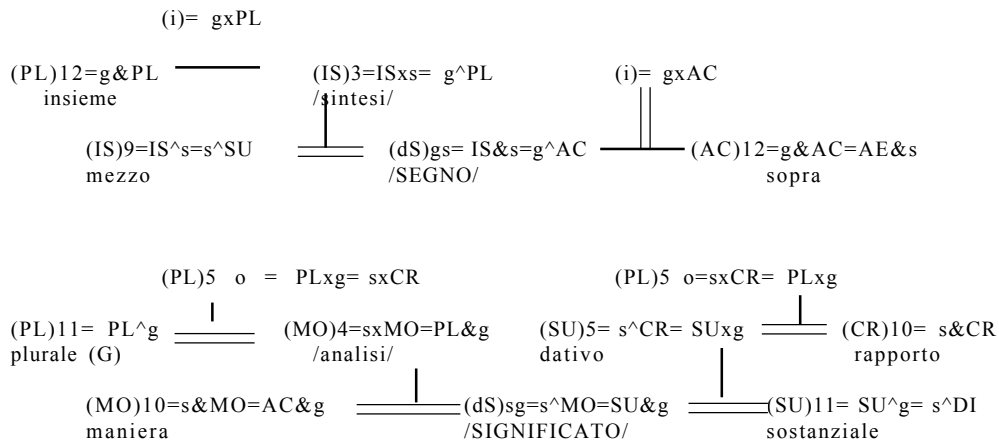 (i)= gxPL
(PL)12=g&PL (IS)3=ISxs= g^PL (i)= gxAC
insieme /sintesi/
(IS)9=IS^s=s^SU (dS)gs= IS&s=g^AC (AC)12=g&AC=AE&s
mezzo /SEGNO/ sopra
(PL)5 o = PLxg= sxCR (PL)5 o=sxCR= PLxg
(PL)11= PL^g (MO)4=sxMO=PL&g (SU)5= s^CR= SUxg (CR)10= s&CR
plurale (G) /analisi/ dativo rapporto
(MO)10=s&MO=AC&g (dS)sg=s^MO=SU&g (SU)11= SU^g= s^DI
maniera /SIGNIFICATO/ sostanziale